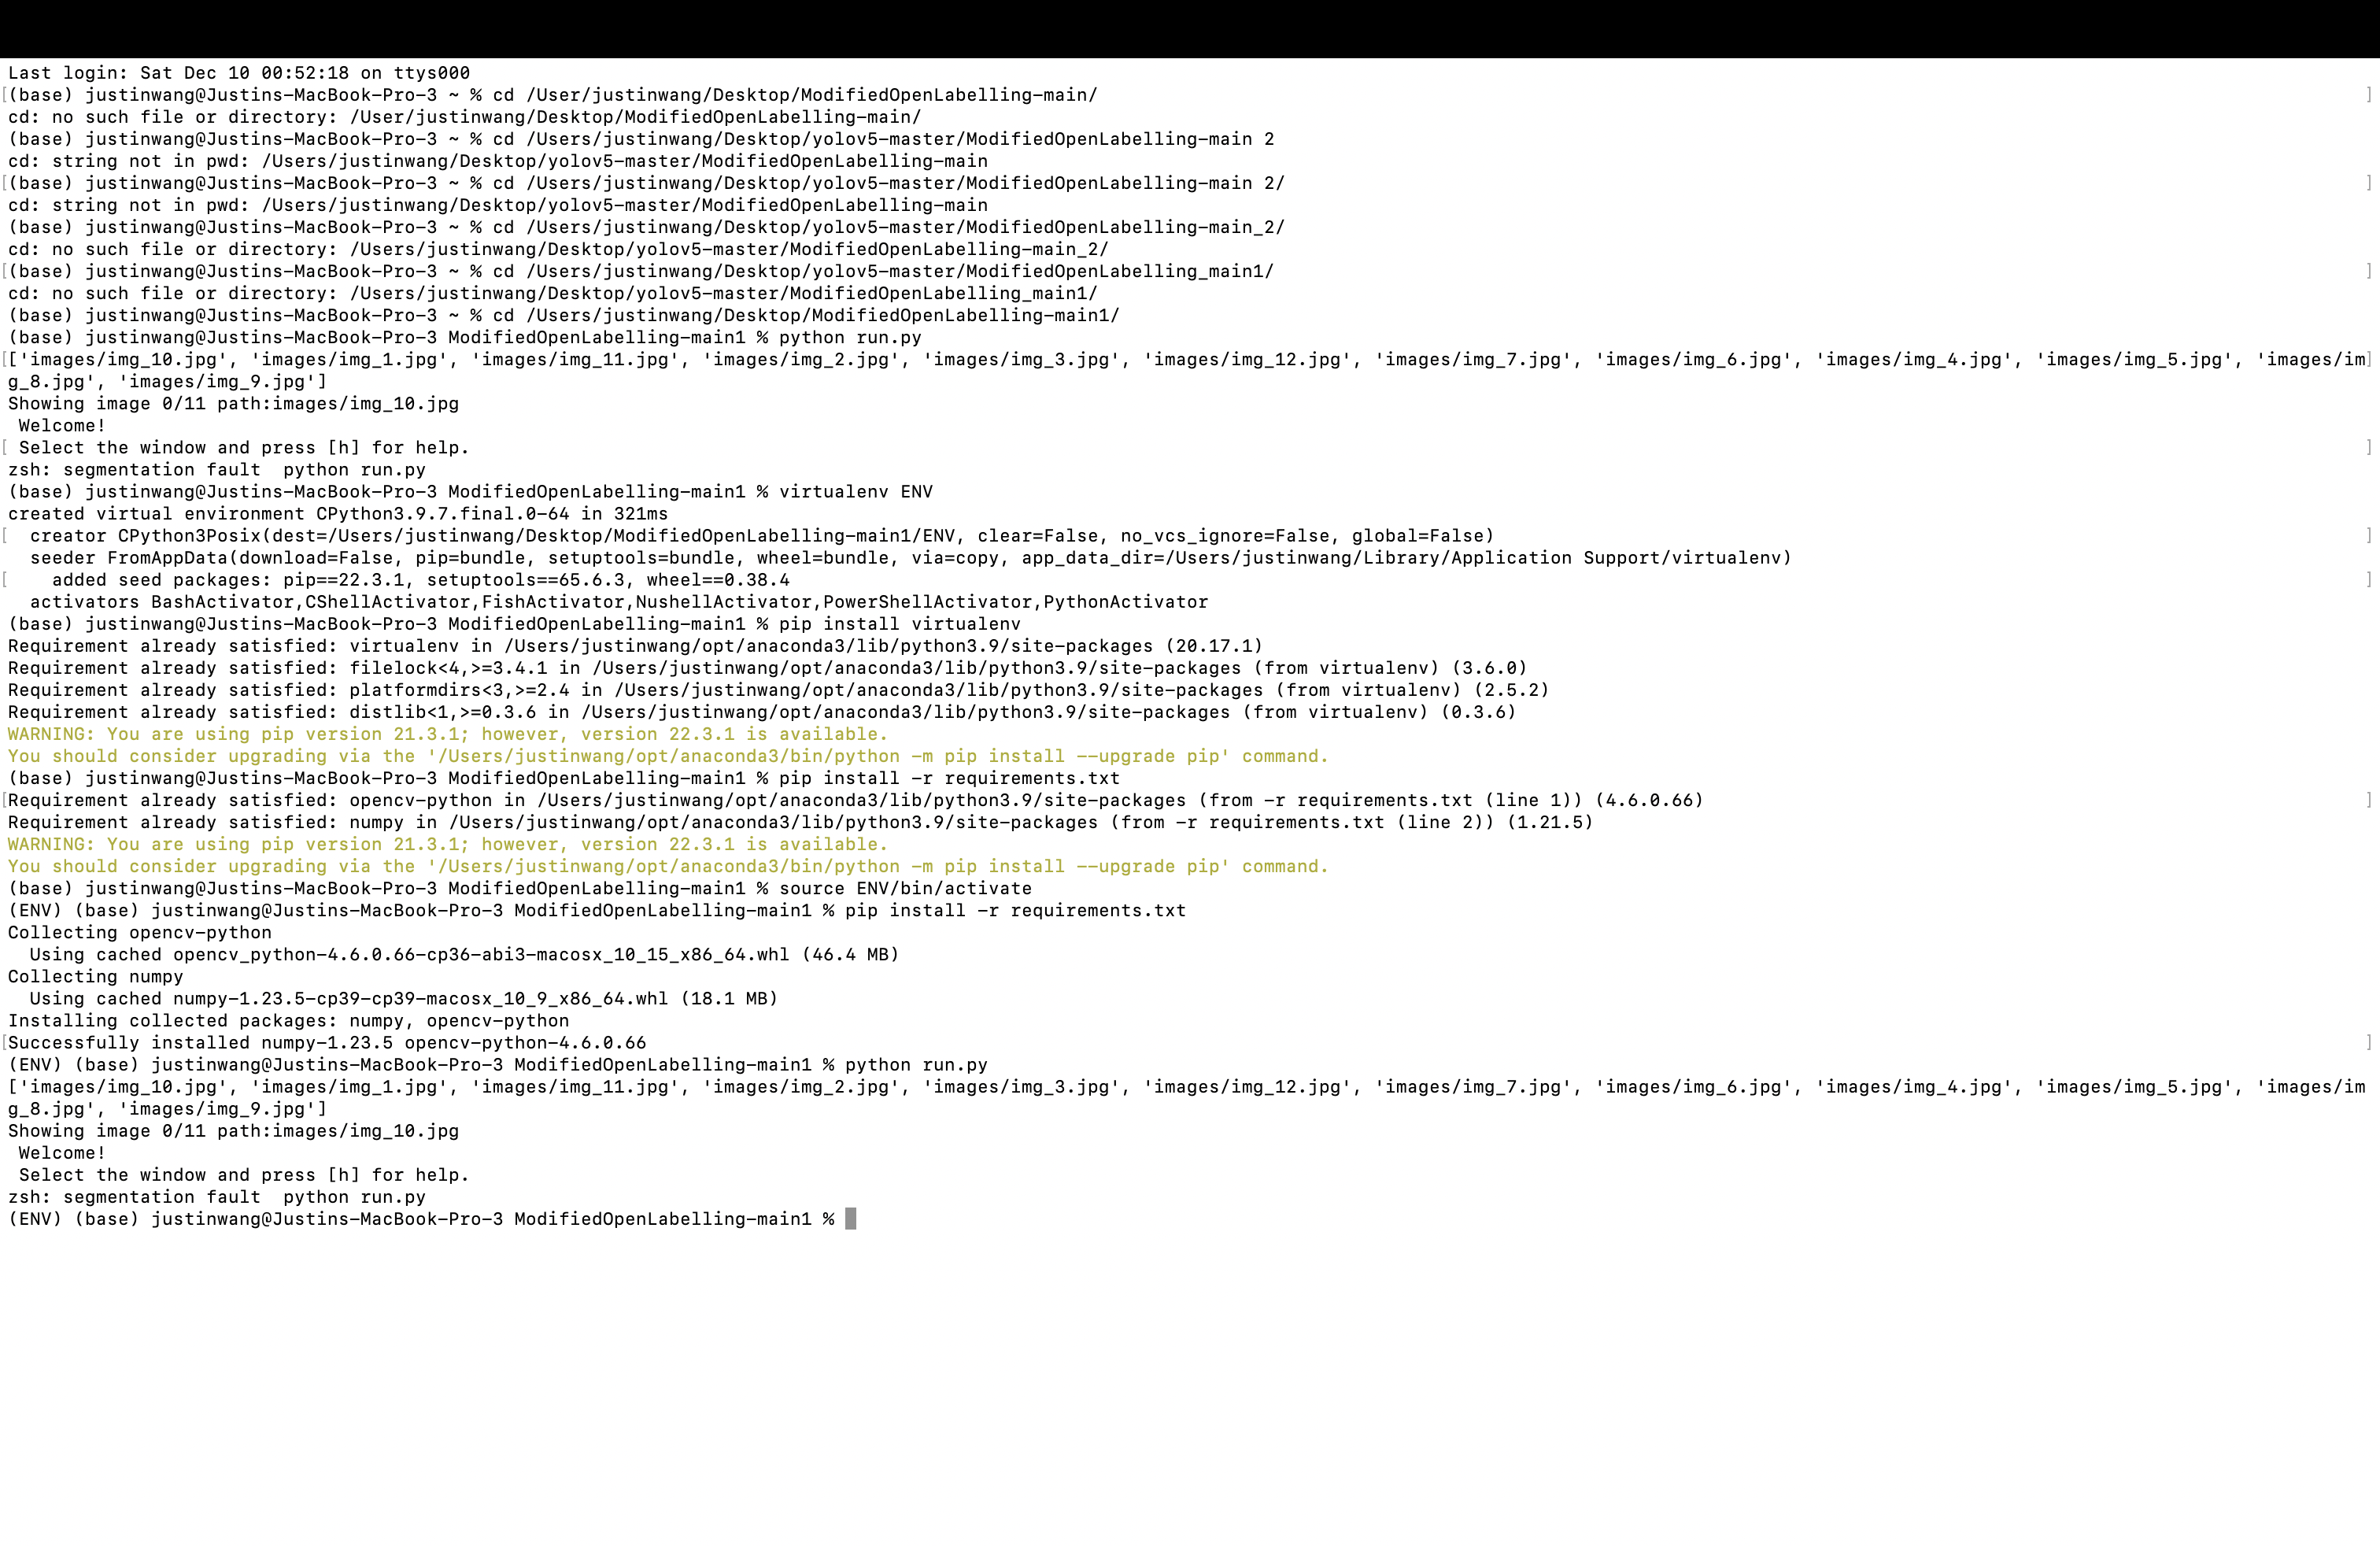 Last login: Sat Dec 10 00:52:18 on ttys000
[(base) justinwang@Justins-MacBook-Pro-3 ~ % cd /User/justinwang/Desktop/ModifiedOpenLabelling-main/ ]
cd: no such file or directory: /User/justinwang/Desktop/ModifiedOpenLabelling-main/
(base) justinwang@Justins-MacBook-Pro-3 ~ % cd /Users/justinwang/Desktop/yolov5-master/ModifiedOpenLabelling-main 2
cd: string not in pwd: /Users/justinwang/Desktop/yolov5-master/ModifiedOpenLabelling-main
[(base) justinwang@Justins-MacBook-Pro-3 ~ % cd /Users/justinwang/Desktop/yolov5-master/ModifiedOpenLabelling-main 2/ ]
cd: string not in pwd: /Users/justinwang/Desktop/yolov5-master/ModifiedOpenLabelling-main
(base) justinwang@Justins-MacBook-Pro-3 ~ % cd /Users/justinwang/Desktop/yolov5-master/ModifiedOpenLabelling-main_2/
cd: no such file or directory: /Users/justinwang/Desktop/yolov5-master/ModifiedOpenLabelling-main_2/
[(base) justinwang@Justins-MacBook-Pro-3 ~ % cd /Users/justinwang/Desktop/yolov5-master/ModifiedOpenLabelling_main1/ ]
cd: no such file or directory: /Users/justinwang/Desktop/yolov5-master/ModifiedOpenLabelling_main1/
(base) justinwang@Justins-MacBook-Pro-3 ~ % cd /Users/justinwang/Desktop/ModifiedOpenLabelling-main1/
(base) justinwang@Justins-MacBook-Pro-3 ModifiedOpenLabelling-main1 % python run.py
[['images/img_10.jpg', 'images/img_1.jpg', 'images/img_11.jpg', 'images/img_2.jpg', 'images/img_3.jpg', 'images/img_12.jpg', 'images/img_7.jpg', 'images/img_6.jpg', 'images/img_4.jpg', 'images/img_5.jpg', 'images/im]
g_8.jpg', 'images/img_9.jpg']
Showing image 0/11 path:images/img_10.jpg
 Welcome!
[ Select the window and press [h] for help. ]
zsh: segmentation fault  python run.py
(base) justinwang@Justins-MacBook-Pro-3 ModifiedOpenLabelling-main1 % virtualenv ENV
created virtual environment CPython3.9.7.final.0-64 in 321ms
[  creator CPython3Posix(dest=/Users/justinwang/Desktop/ModifiedOpenLabelling-main1/ENV, clear=False, no_vcs_ignore=False, global=False) ]
  seeder FromAppData(download=False, pip=bundle, setuptools=bundle, wheel=bundle, via=copy, app_data_dir=/Users/justinwang/Library/Application Support/virtualenv)
[    added seed packages: pip==22.3.1, setuptools==65.6.3, wheel==0.38.4 ]
  activators BashActivator,CShellActivator,FishActivator,NushellActivator,PowerShellActivator,PythonActivator
(base) justinwang@Justins-MacBook-Pro-3 ModifiedOpenLabelling-main1 % pip install virtualenv
Requirement already satisfied: virtualenv in /Users/justinwang/opt/anaconda3/lib/python3.9/site-packages (20.17.1)
Requirement already satisfied: filelock<4,>=3.4.1 in /Users/justinwang/opt/anaconda3/lib/python3.9/site-packages (from virtualenv) (3.6.0)
Requirement already satisfied: platformdirs<3,>=2.4 in /Users/justinwang/opt/anaconda3/lib/python3.9/site-packages (from virtualenv) (2.5.2)
Requirement already satisfied: distlib<1,>=0.3.6 in /Users/justinwang/opt/anaconda3/lib/python3.9/site-packages (from virtualenv) (0.3.6)
WARNING: You are using pip version 21.3.1; however, version 22.3.1 is available.
You should consider upgrading via the '/Users/justinwang/opt/anaconda3/bin/python -m pip install --upgrade pip' command.
(base) justinwang@Justins-MacBook-Pro-3 ModifiedOpenLabelling-main1 % pip install -r requirements.txt
[Requirement already satisfied: opencv-python in /Users/justinwang/opt/anaconda3/lib/python3.9/site-packages (from -r requirements.txt (line 1)) (4.6.0.66) ]
Requirement already satisfied: numpy in /Users/justinwang/opt/anaconda3/lib/python3.9/site-packages (from -r requirements.txt (line 2)) (1.21.5)
WARNING: You are using pip version 21.3.1; however, version 22.3.1 is available.
You should consider upgrading via the '/Users/justinwang/opt/anaconda3/bin/python -m pip install --upgrade pip' command.
(base) justinwang@Justins-MacBook-Pro-3 ModifiedOpenLabelling-main1 % source ENV/bin/activate
(ENV) (base) justinwang@Justins-MacBook-Pro-3 ModifiedOpenLabelling-main1 % pip install -r requirements.txt
Collecting opencv-python
  Using cached opencv_python-4.6.0.66-cp36-abi3-macosx_10_15_x86_64.whl (46.4 MB)
Collecting numpy
  Using cached numpy-1.23.5-cp39-cp39-macosx_10_9_x86_64.whl (18.1 MB)
Installing collected packages: numpy, opencv-python
[Successfully installed numpy-1.23.5 opencv-python-4.6.0.66 ]
(ENV) (base) justinwang@Justins-MacBook-Pro-3 ModifiedOpenLabelling-main1 % python run.py
['images/img_10.jpg', 'images/img_1.jpg', 'images/img_11.jpg', 'images/img_2.jpg', 'images/img_3.jpg', 'images/img_12.jpg', 'images/img_7.jpg', 'images/img_6.jpg', 'images/img_4.jpg', 'images/img_5.jpg', 'images/im
g_8.jpg', 'images/img_9.jpg']
Showing image 0/11 path:images/img_10.jpg
 Welcome!
 Select the window and press [h] for help.
zsh: segmentation fault  python run.py
(ENV) (base) justinwang@Justins-MacBook-Pro-3 ModifiedOpenLabelling-main1 %